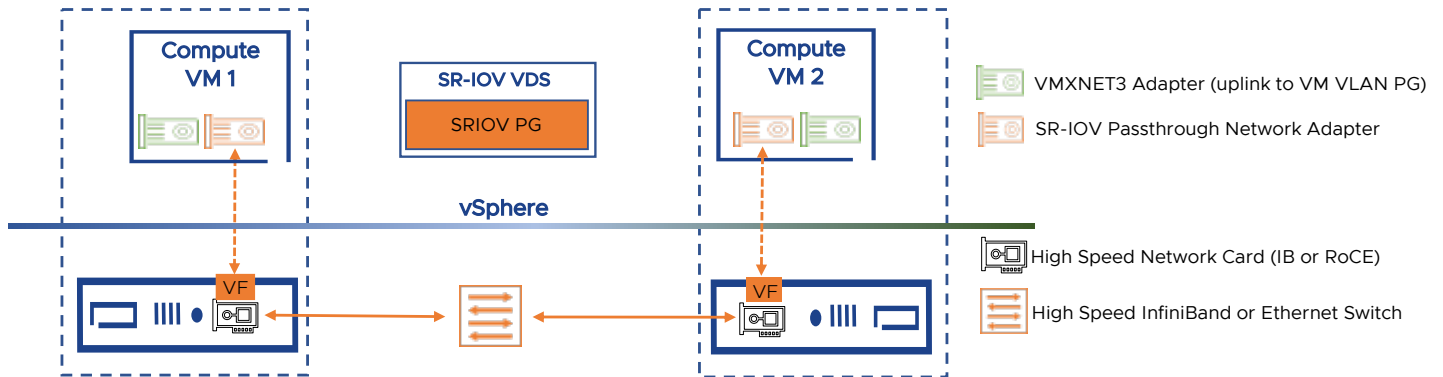 Compute
VM 1
SR-IOV VDS
SRIOV PG
Compute
VM 2
VMXNET3 Adapter (uplink to VM VLAN PG)
SR-IOV Passthrough Network Adapter
vSphere
High Speed Network Card (IB or RoCE)
VF
VF
High Speed InfiniBand or Ethernet Switch